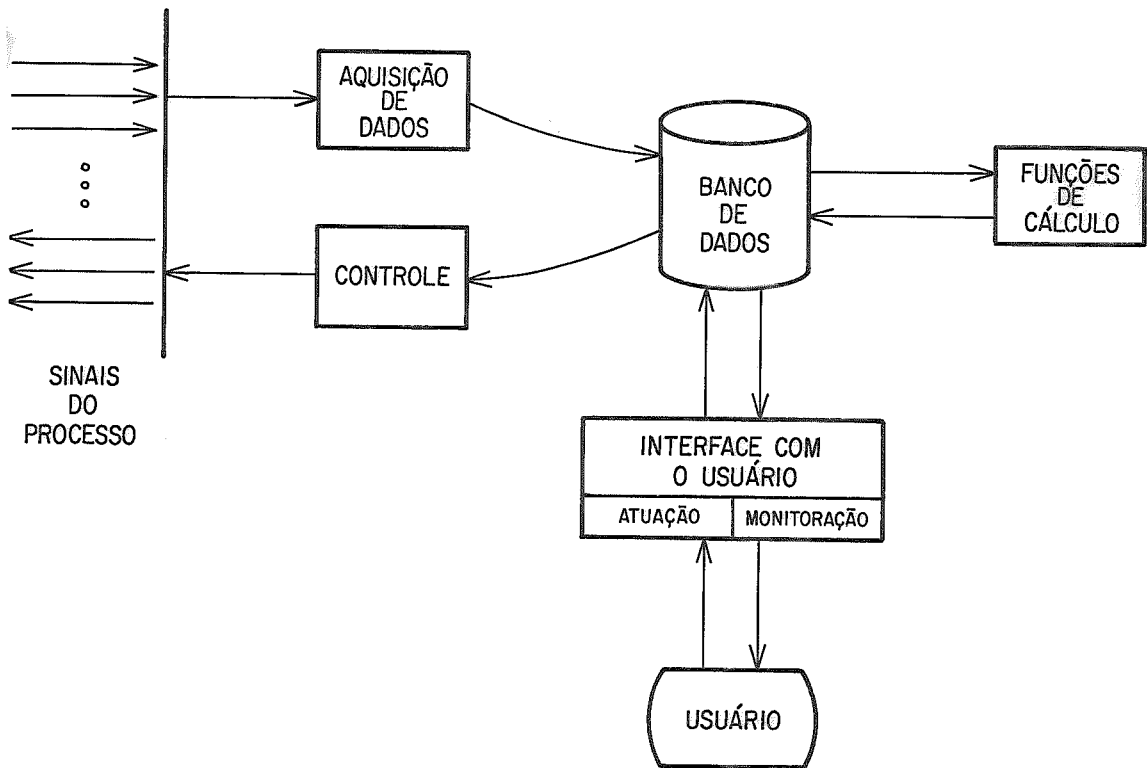 AQUISIÇÃO
DE
DADOS
BANCO
DE
DADOS
FUNÇÕES
DE
CÁLCULO
CONTROLE
SINAIS
DO
PROCESSO
INTERFACE COM
O USUÁRIO
ATUAÇÃO
MONITORAÇÃO
USUÁRIO